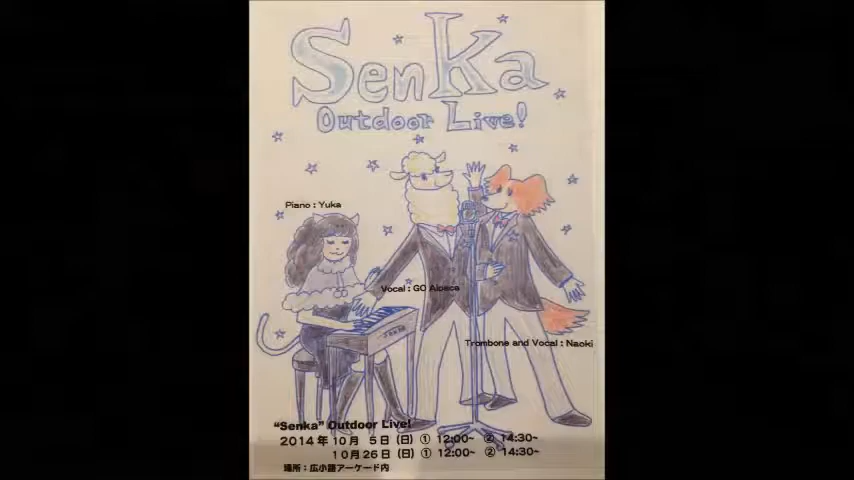 SenKa
Outdoor Live!
Piano : Yuka
Vocal : GO Alpaca
Trombone and Vocal : Naoki
“Senka” Outdoor Live!
2014年 10月 5日 (日) ① 12:00~ ② 14:30~
10月26日 (日) ① 12:00~ ② 14:30~
場所：広小路アーケード内